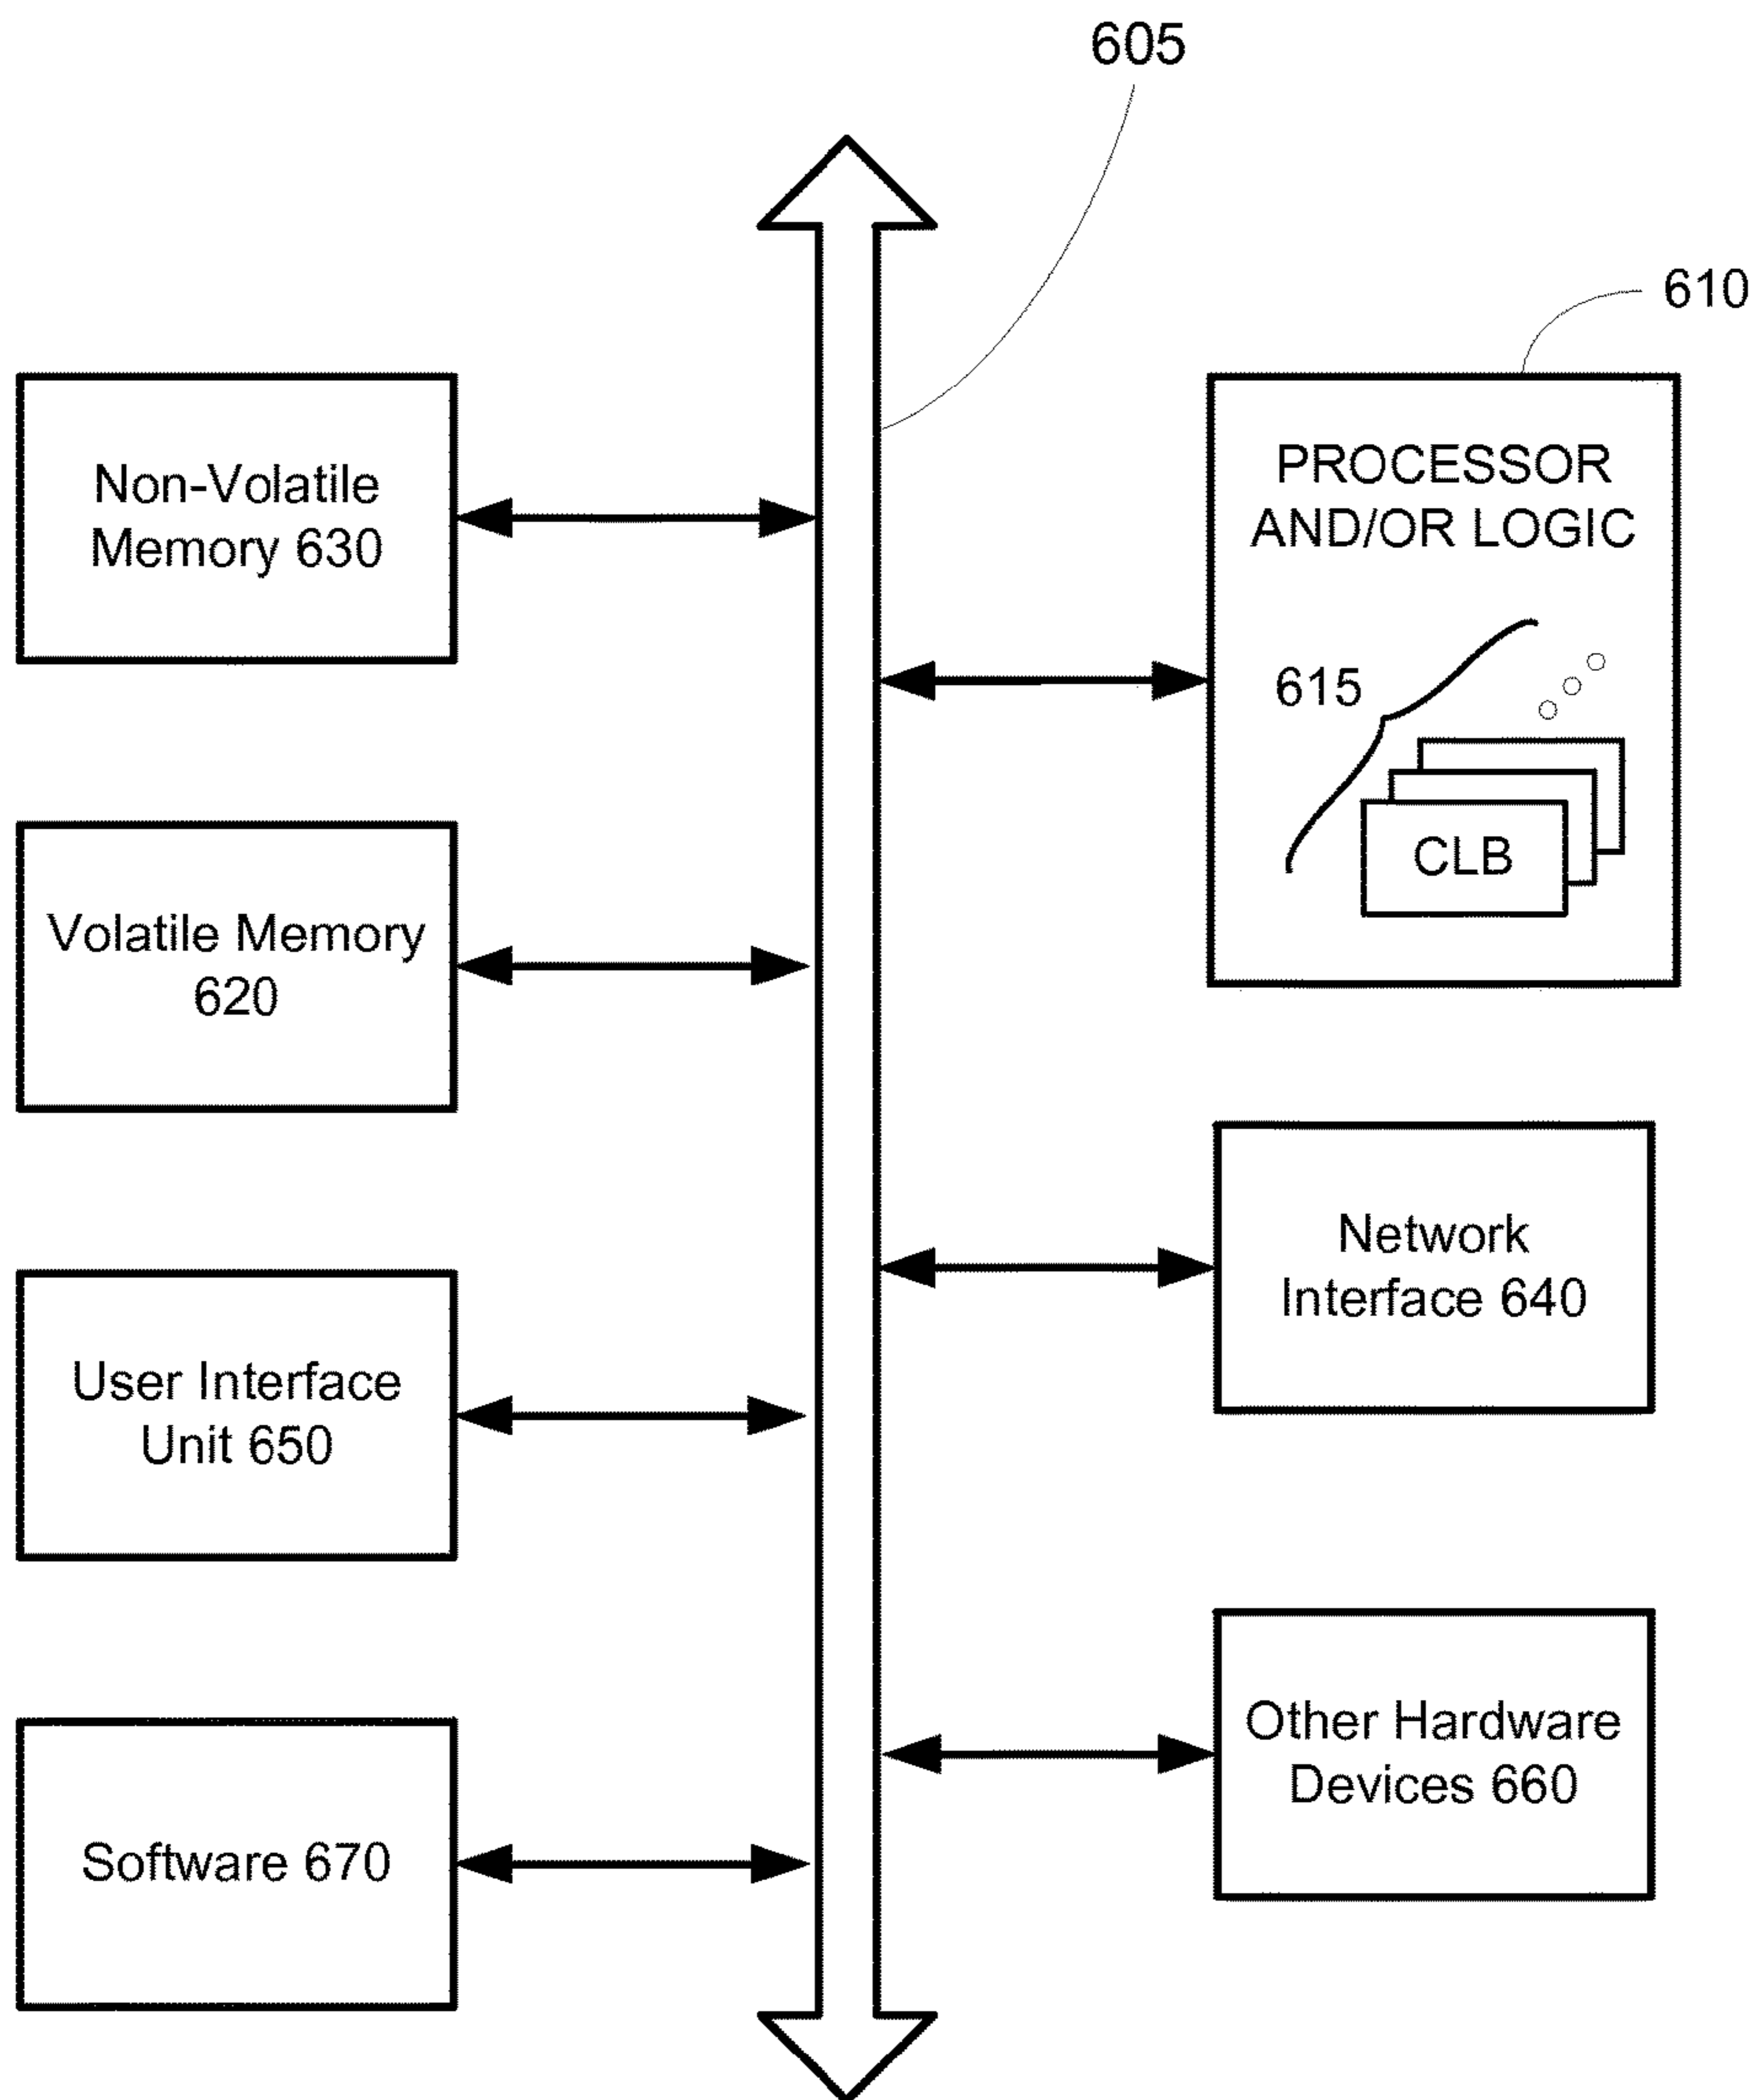 605
610
Non-Volatile
Memory 630
PROCESSOR
AND/OR LOGIC
615
CLB
Volatile Memory
620
Network
Interface 640
User Interface
Unit 650
Other Hardware
Devices 660
Software 670